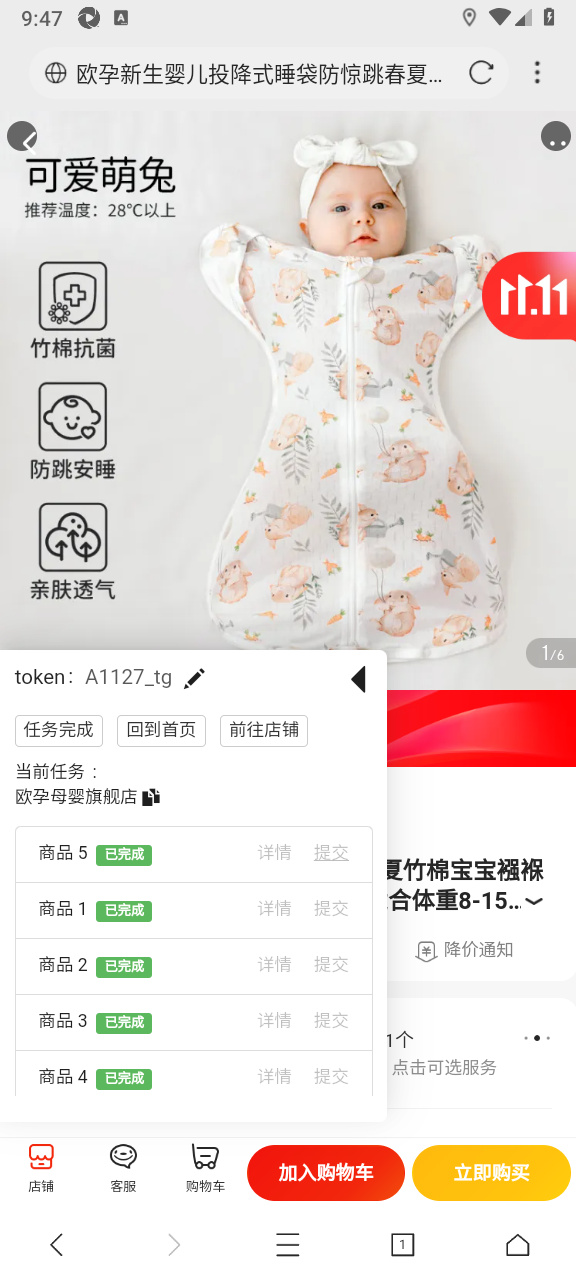 9:47
A
欧孕新生婴儿投降式睡袋防惊跳春夏...
可爱萌兔
推荐温度：28℃以上
竹棉抗菌
防跳安睡
亲肤透气
11.11
1/6
token： A1127_tg
任务完成 回到首页 前往店铺
当前任务 ：
欧孕母婴旗舰店
商品 5 已完成 详情 提交
商品 1 已完成 详情 提交
商品 2 已完成 详情 提交
商品 3 已完成 详情 提交
商品 4 已完成 详情 提交
夏竹棉宝宝襁褓
合体重8-15...
降价通知
1个
点击可选服务
店铺
客服
购物车
加入购物车
立即购买
1